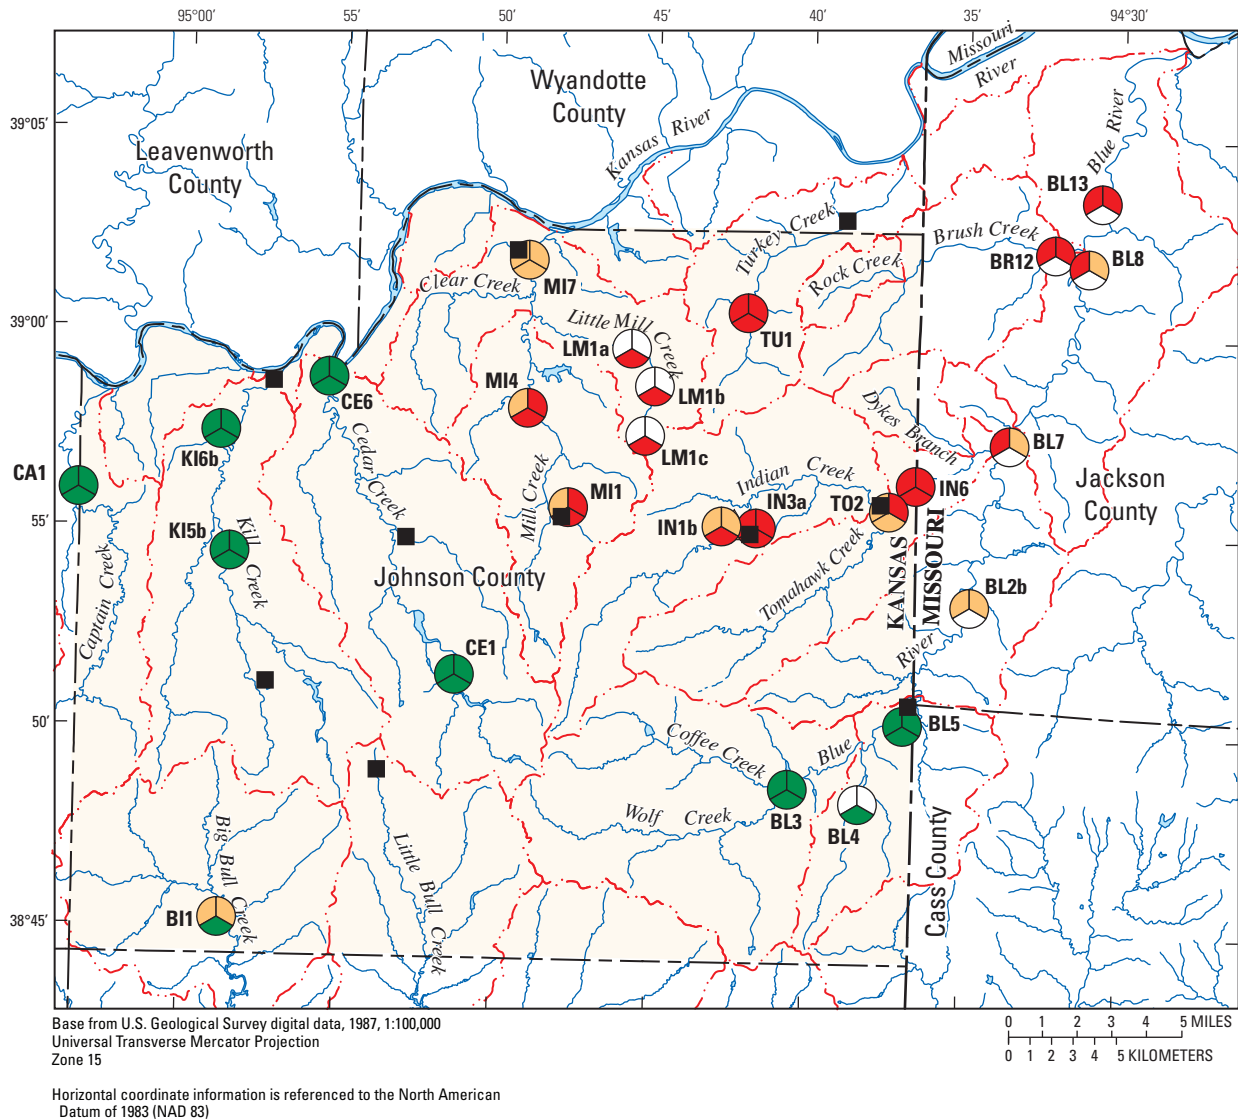 95°00' 55' 50' 45' 40' 35' 94°30'
Missouri
River
Wyandotte
County
39°05'
Kansas River
Blue River
Leavenworth
County
BL13
Turkey Creek
Brush Creek
BR12
BL8
Rock Creek
MI7
Clear Creek
39°00'
Little Mill Creek
TU1
LM1a
CE6
MI4
LM1b
KI6b
Dykes Branch
BL7
LM1c
CA1
Cedar Creek
Mill Creek
MI1
Indian Creek
IN3a
IN6
Jackson
County
TO2
55'
IN1b
KI5b
Kill Creek
Johnson County
KANSAS
MISSOURI
Captain Creek
Tomahawk Creek
BL2b
CE1
River
50'
BL5
Coffee Creek
Blue
BL3
Wolf Creek
BL4
Big Bull Creek
Little Bull Creek
Cass County
BI1
38°45'
Base from U.S. Geological Survey digital data, 1987, 1:100,000
Universal Transverse Mercator Projection
Zone 15
0 1 2 3 4 5 MILES
0 1 2 3 4 5 KILOMETERS
Horizontal coordinate information is referenced to the North American
Datum of 1983 (NAD 83)